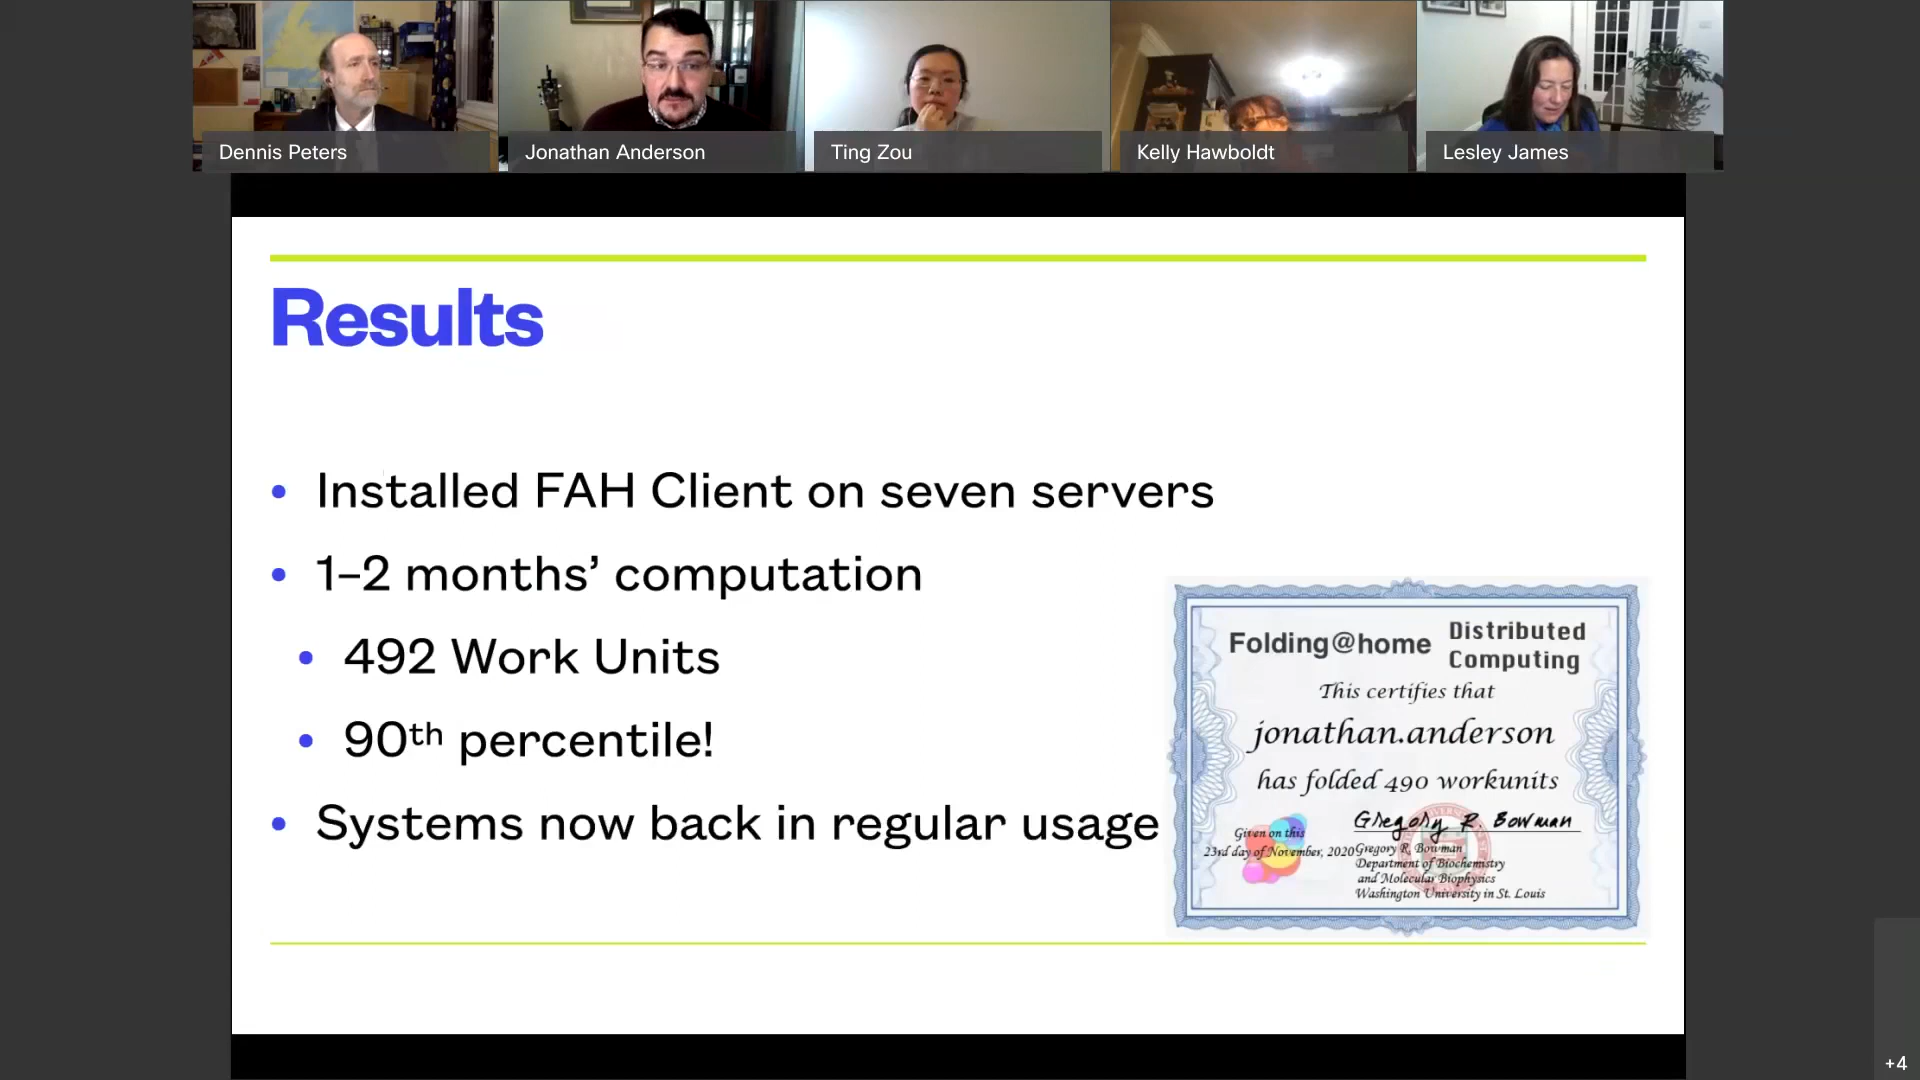 Dennis Peters
Jonathan Anderson
Ting Zou
Kelly Hawboldt
Lesley James
Results
• Installed FAH Client on seven servers
• 1–2 months’ computation
• 492 Work Units
• 90th percentile!
• Systems now back in regular usage
Folding@home
Distributed
Computing
This certifies that
jonathan.anderson
has folded 490 workunits
Given on this
23rd day of November, 2020
Gregory R. Bowman
Gregory R. Bowman
Department of Biochemistry
and Molecular Biophysics
Washington University in St. Louis
+4